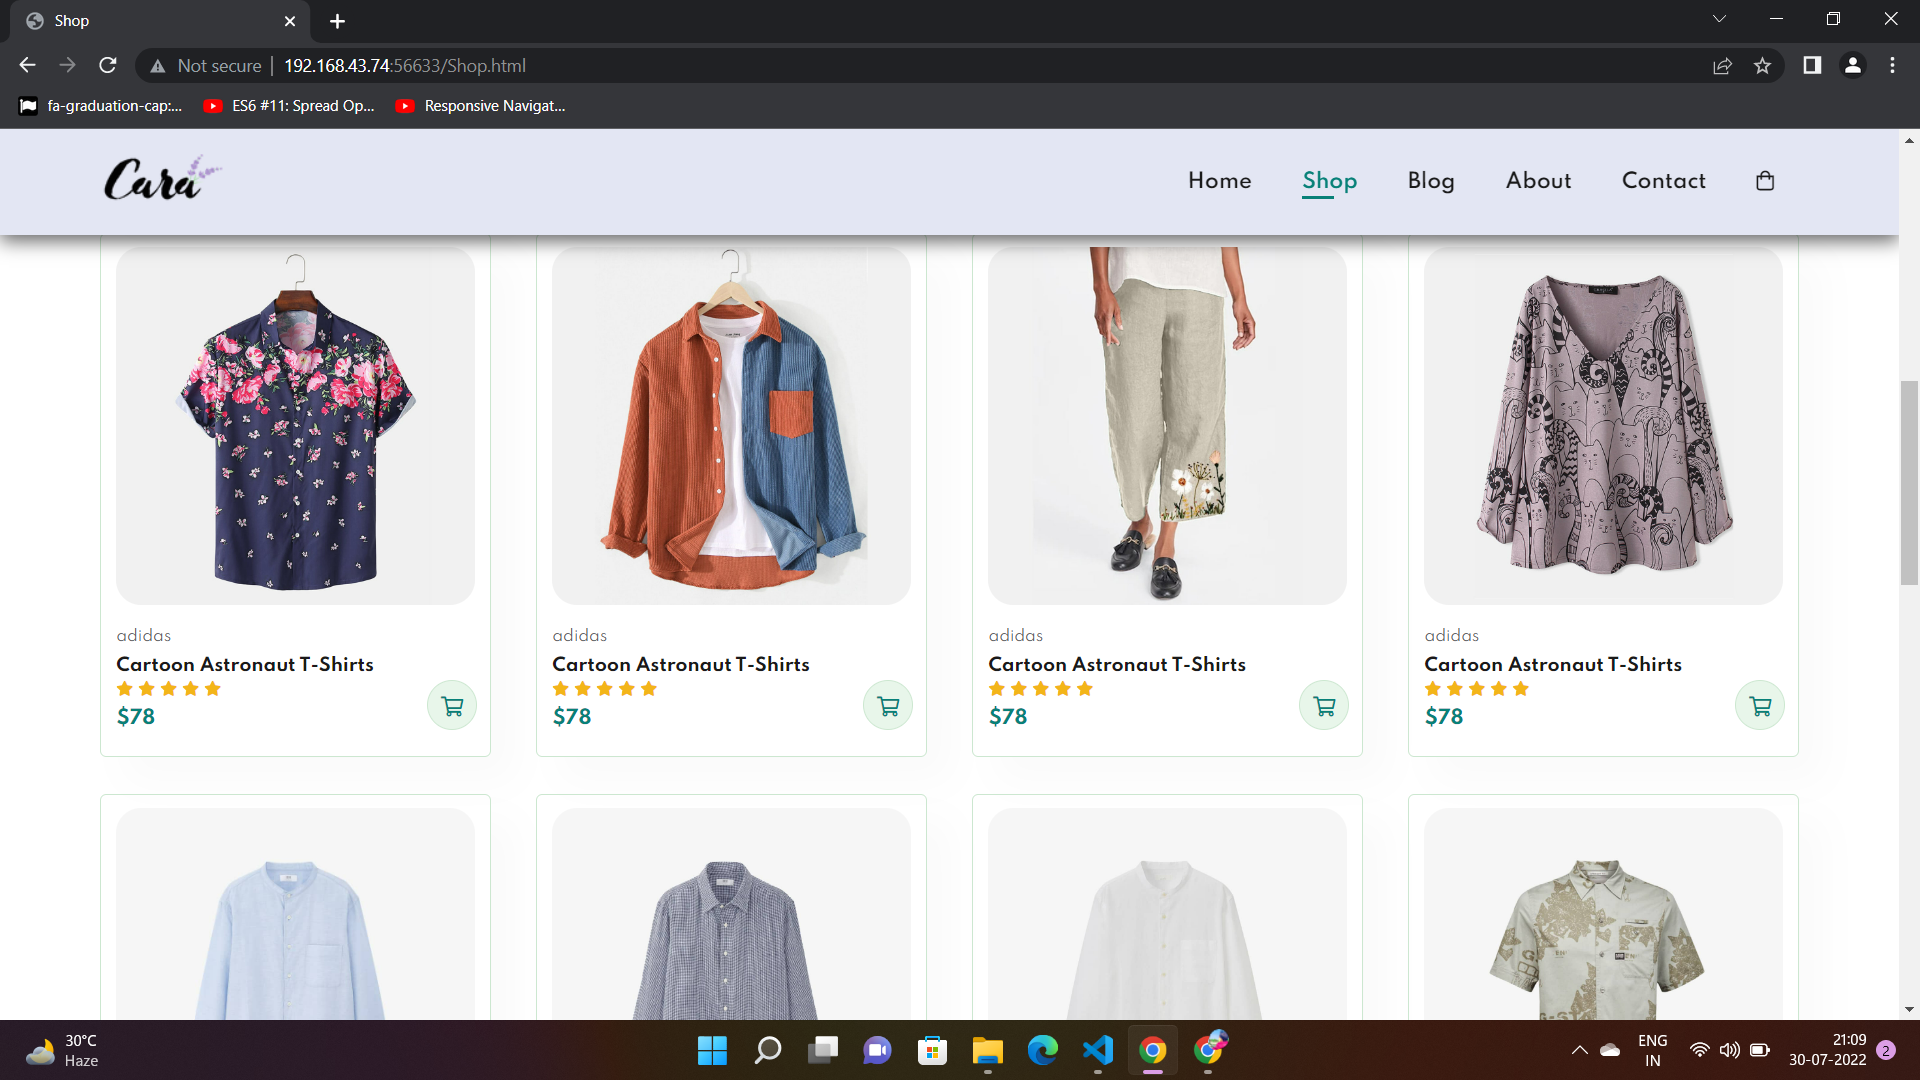 Shop
Not secure
192.168.43.74:56633/Shop.html
fa-graduation-cap:...
ES6 #11: Spread Op...
Responsive Navigat...
Cara
Home
Shop
Blog
About
Contact
adidas
Cartoon Astronaut T-Shirts
$78
adidas
Cartoon Astronaut T-Shirts
$78
adidas
Cartoon Astronaut T-Shirts
$78
adidas
Cartoon Astronaut T-Shirts
$78
30°C
Haze
ENG
IN
21:09
30-07-2022
2